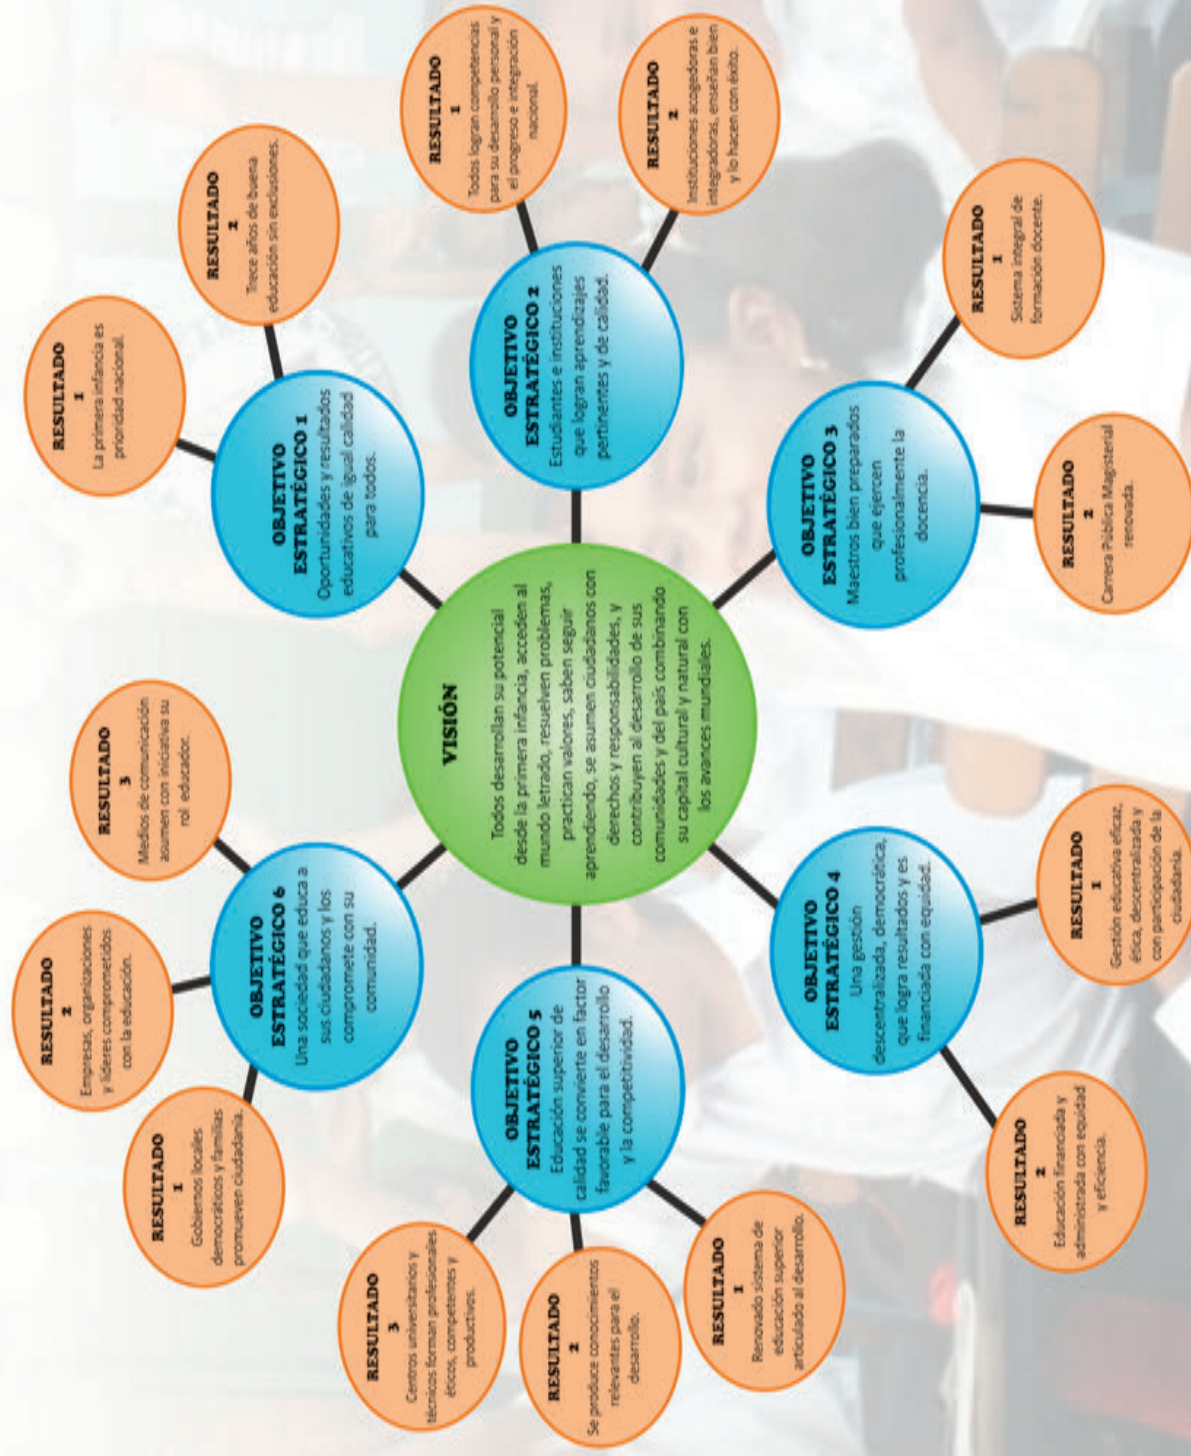 VISIÓN
Todos desarrollan su potencial
desde la primera infancia, acceden al
mundo letrado, resuelven problemas,
practican valores, saben seguir
aprendiendo, se asumen ciudadanos con
derechos y responsabilidades, y
contribuyen al desarrollo de sus
comunidades y del país combinando
su capital cultural y natural con
los avances mundiales.
OBJETIVO
ESTRATÉGICO 1
Oportunidades y resultados
educativos de igual calidad
para todos.
RESULTADO
1
La primera infancia es
prioridad nacional.
RESULTADO
2
Trece años de buena
educación sin exclusiones.
OBJETIVO
ESTRATÉGICO 2
Estudiantes e instituciones
que logran aprendizajes
pertinentes y de calidad.
RESULTADO
1
Todos logran competencias
para su desarrollo personal y
el progreso e integración
nacional.
RESULTADO
2
Instituciones acogedoras e
integradoras, enseñan bien
y lo hacen con éxito.
OBJETIVO
ESTRATÉGICO 3
Maestros bien preparados
que ejercen
profesionalmente la
docencia.
RESULTADO
1
Sistema integral de
formación docente.
RESULTADO
2
Carrera Pública Magisterial
renovada.
OBJETIVO
ESTRATÉGICO 4
Una gestión
descentralizada, democrática,
que logra resultados y es
financiada con equidad.
RESULTADO
1
Gestión educativa eficaz,
ética, descentralizada y
con participación de la
ciudadanía.
RESULTADO
2
Educación financiada y
administrada con equidad
y eficiencia.
OBJETIVO
ESTRATÉGICO 5
Educación superior de
calidad se convierte en factor
favorable para el desarrollo
y la competitividad.
RESULTADO
1
Renovado sistema de
educación superior
articulado al desarrollo.
RESULTADO
2
Se produce conocimientos
relevantes para el
desarrollo.
RESULTADO
3
Centros universitarios y
técnicos forman profesionales
éticos, competentes y
productivos.
OBJETIVO
ESTRATÉGICO 6
Una sociedad que educa a
sus ciudadanos y los
compromete con su
comunidad.
RESULTADO
1
Gobiernos locales
democráticos y familias
promueven ciudadanía.
RESULTADO
2
Empresas, organizaciones
y líderes comprometidos
con la educación.
RESULTADO
3
Medios de comunicación
asumen con iniciativa su
rol educador.